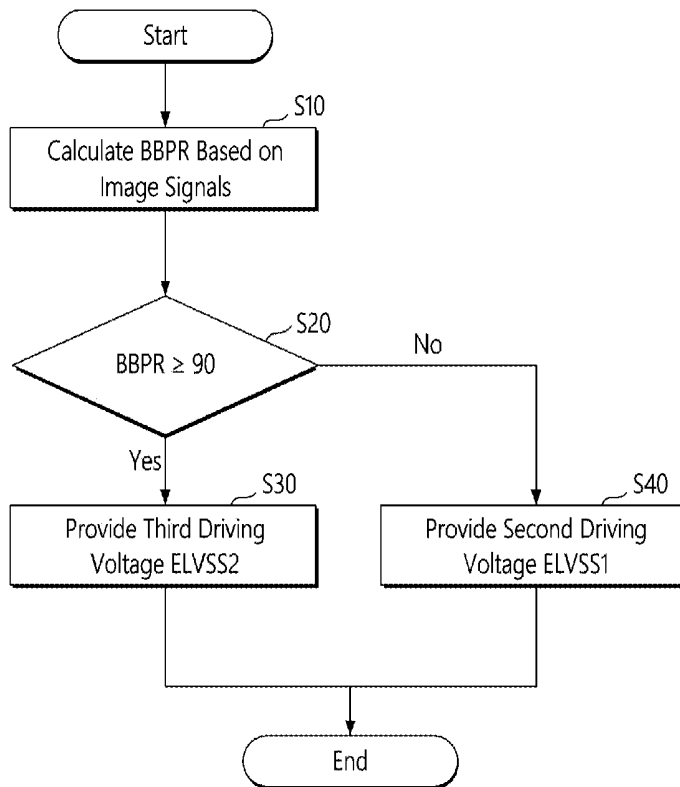 Start
S10
Calculate BBPR Based on
Image Signals
S20
BBPR ≥ 90
No
Yes
S30
Provide Third Driving
Voltage ELVSS2
S40
Provide Second Driving
Voltage ELVSS1
End